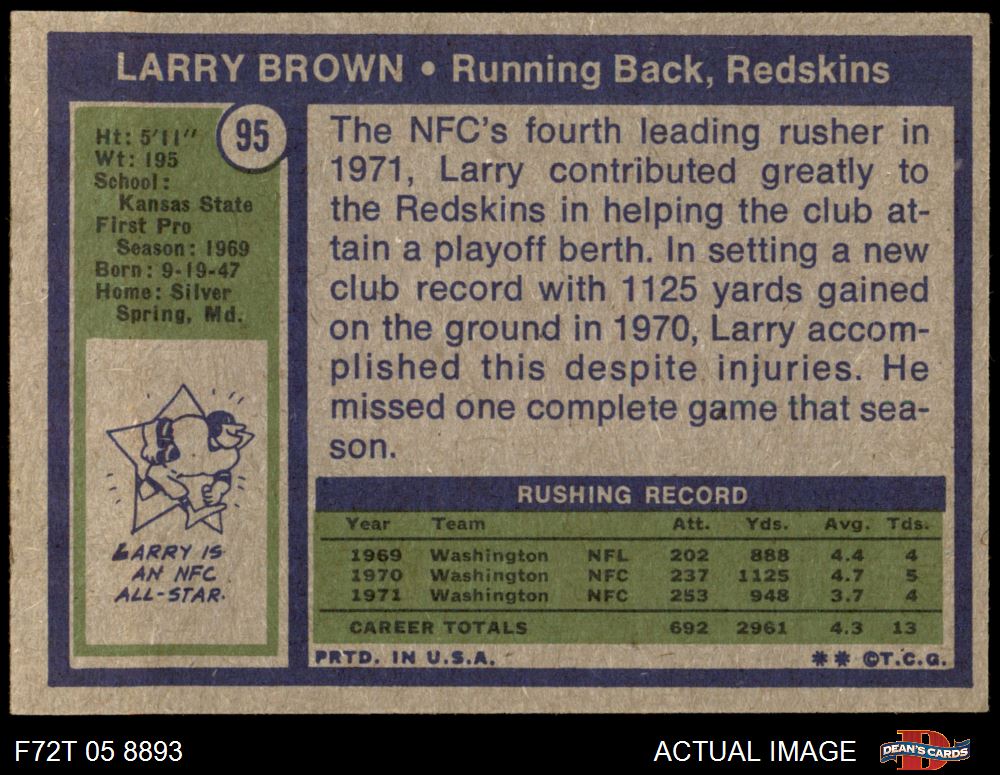 LARRY BROWN • Running Back, Redskins
95
Ht: 5'11"
Wt: 195
School:
Kansas State
First Pro
Season: 1969
Born: 9-19-47
Home: Silver
Spring, Md.
LARRY IS
AN NFC
ALL-STAR.
The NFC's fourth leading rusher in
1971, Larry contributed greatly to
the Redskins in helping the club at-
tain a playoff berth. In setting a new
club record with 1125 yards gained
on the ground in 1970, Larry accom-
plished this despite injuries. He
missed one complete game that sea-
son.
RUSHING RECORD
Year Team Att. Yds. Avg. Tds.
1969 Washington NFL 202 888 4.4 4
1970 Washington NFC 237 1125 4.7 5
1971 Washington NFC 253 948 3.7 4
CAREER TOTALS 692 2961 4.3 13
PRTD. IN U.S.A. ** ©T.C.G.
F72T 05 8893 ACTUAL IMAGE D DEAN'S CARDS